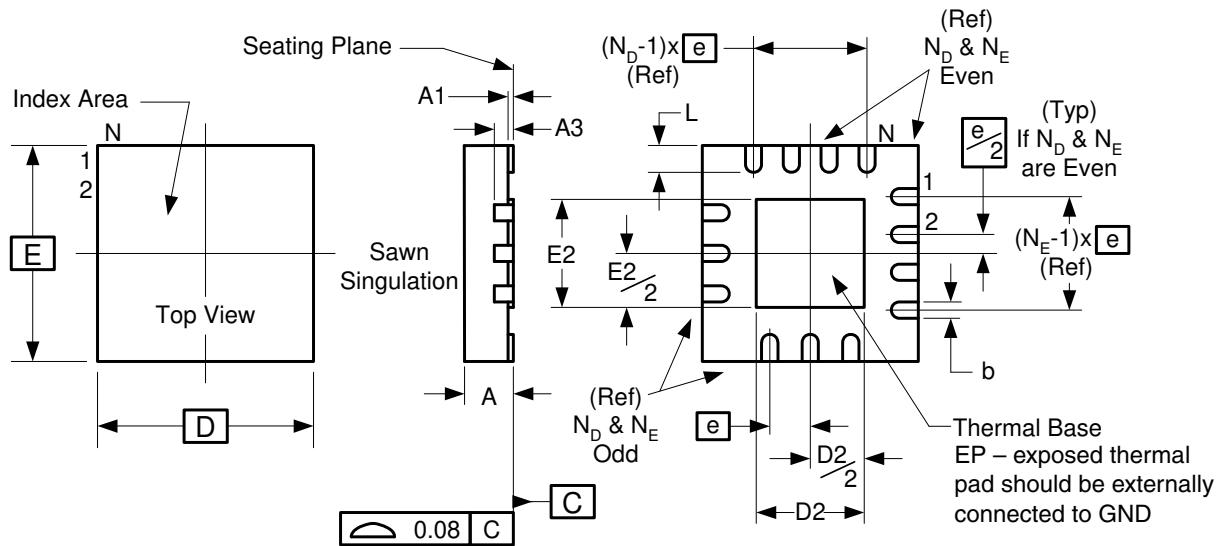 Seating Plane
Index Area
N
1
2
E
Top View
D
A1
A3
Sawn
Singulation
A
0.08 C
C
(N_D-1)x e
(Ref)
(Ref)
N_D & N_E
Even
L
N
e/2
(Typ)
If N_D & N_E
are Even
1
2
(N_E-1)x e
(Ref)
E2
E2/2
b
(Ref)
N_D & N_E
Odd
e
D2/2
D2
Thermal Base
EP – exposed thermal
pad should be externally
connected to GND